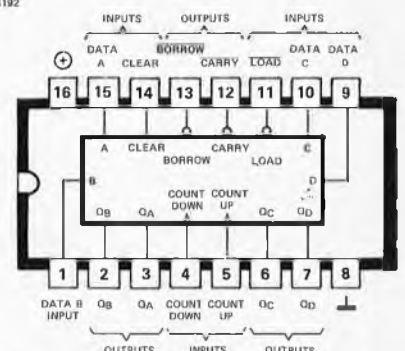 INPUTS OUTPUTS INPUTS
DATA BORROW DATA DATA
A CLEAR CARRY LOAD C D
16 15 14 13 12 11 10 9
A CLEAR CARRY C
BORROW LOAD
B COUNT COUNT D
DOWN UP
QB QA QC QD
1 2 3 4 5 6 7 8
DATA B QB QA COUNT COUNT QC QD
INPUT DOWN UP
OUTPUTS INPUTS OUTPUTS